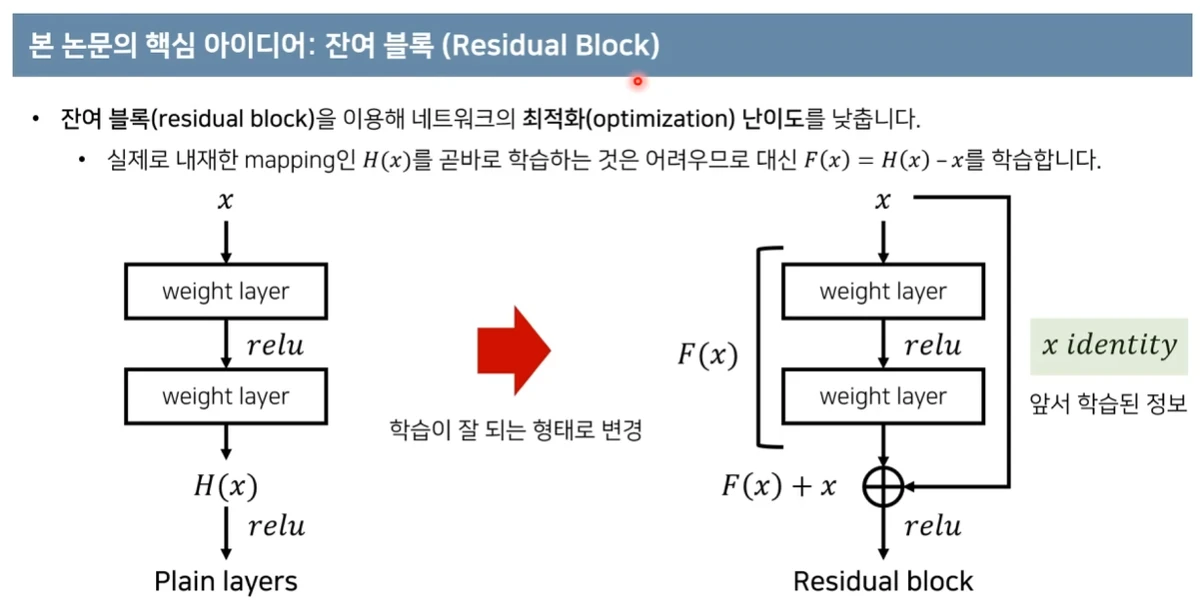 본 논문의 핵심 아이디어: 잔여 블록 (Residual Block)
• 잔여 블록(residual block)을 이용해 네트워크의 최적화(optimization) 난이도를 낮춥니다.
• 실제로 내재한 mapping인 H(x)를 곧바로 학습하는 것은 어려우므로 대신 F(x) = H(x) – x를 학습합니다.
x
weight layer
relu
weight layer
H(x)
relu
Plain layers
학습이 잘 되는 형태로 변경
x
weight layer
relu
weight layer
F(x)
F(x) + x
relu
Residual block
x identity
앞서 학습된 정보